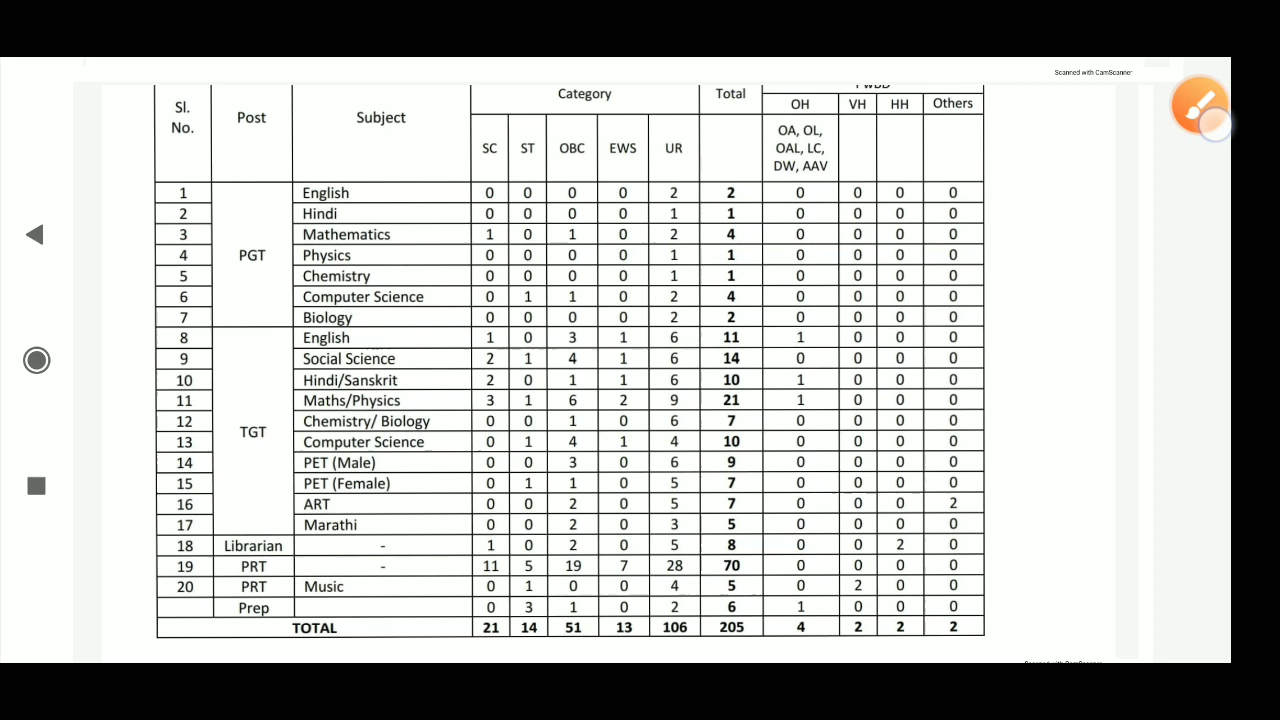 Scanned with CamScanner
Sl. No. Post Subject Category Total
OH VH HH Others
SC ST OBC EWS UR OA, OL, OAL, LC, DW, AAV
1 PGT English 0 0 0 0 2 2 0 0 0 0
2 Hindi 0 0 0 0 1 1 0 0 0 0
3 Mathematics 1 0 1 0 2 4 0 0 0 0
4 Physics 0 0 0 0 1 1 0 0 0 0
5 Chemistry 0 0 0 0 1 1 0 0 0 0
6 Computer Science 0 1 1 0 2 4 0 0 0 0
7 Biology 0 0 0 0 2 2 0 0 0 0
8 TGT English 1 0 3 1 6 11 1 0 0 0
9 Social Science 2 1 4 1 6 14 0 0 0 0
10 Hindi/Sanskrit 2 0 1 1 6 10 1 0 0 0
11 Maths/Physics 3 1 6 2 9 21 1 0 0 0
12 Chemistry/ Biology 0 0 1 0 6 7 0 0 0 0
13 Computer Science 0 1 4 1 4 10 0 0 0 0
14 PET (Male) 0 0 3 0 6 9 0 0 0 0
15 PET (Female) 0 1 1 0 5 7 0 0 0 0
16 ART 0 0 2 0 5 7 0 0 0 2
17 Marathi 0 0 2 0 3 5 0 0 0 0
18 Librarian - 1 0 2 0 5 8 0 0 2 0
19 PRT - 11 5 19 7 28 70 0 0 0 0
20 PRT Music 0 1 0 0 4 5 0 2 0 0
Prep 0 3 1 0 2 6 1 0 0 0
TOTAL 21 14 51 13 106 205 4 2 2 2